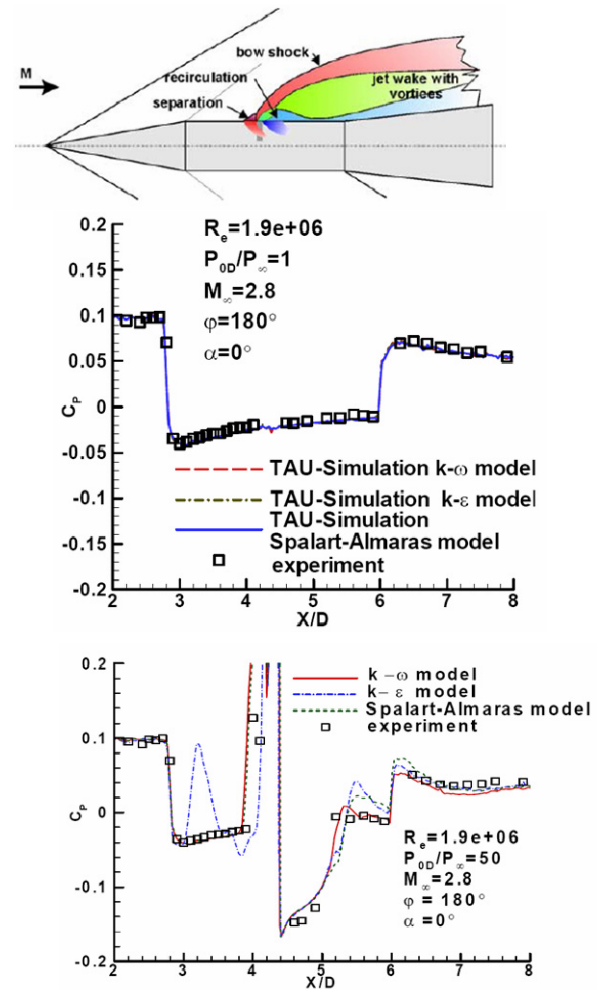 M
bow shock
recirculation
separation
jet wake with
vortices
0.2
0.15
0.1
0.05
0
-0.05
-0.1
-0.15
-0.2
C_P
R_e=1.9e+06
P_0D/P_∞=1
M_∞=2.8
φ=180°
α=0°
TAU-Simulation k-ω model
TAU-Simulation k-ε model
TAU-Simulation
Spalart-Almaras model
experiment
2 3 4 5 6 7 8
X/D
0.2
0.1
0
-0.1
-0.2
C_P
k -ω model
k- ε model
Spalart-Almaras model
experiment
R_e=1.9e+06
P_0D/P_∞=50
M_∞=2.8
φ = 180°
α =0°
2 3 4 5 6 7 8
X/D